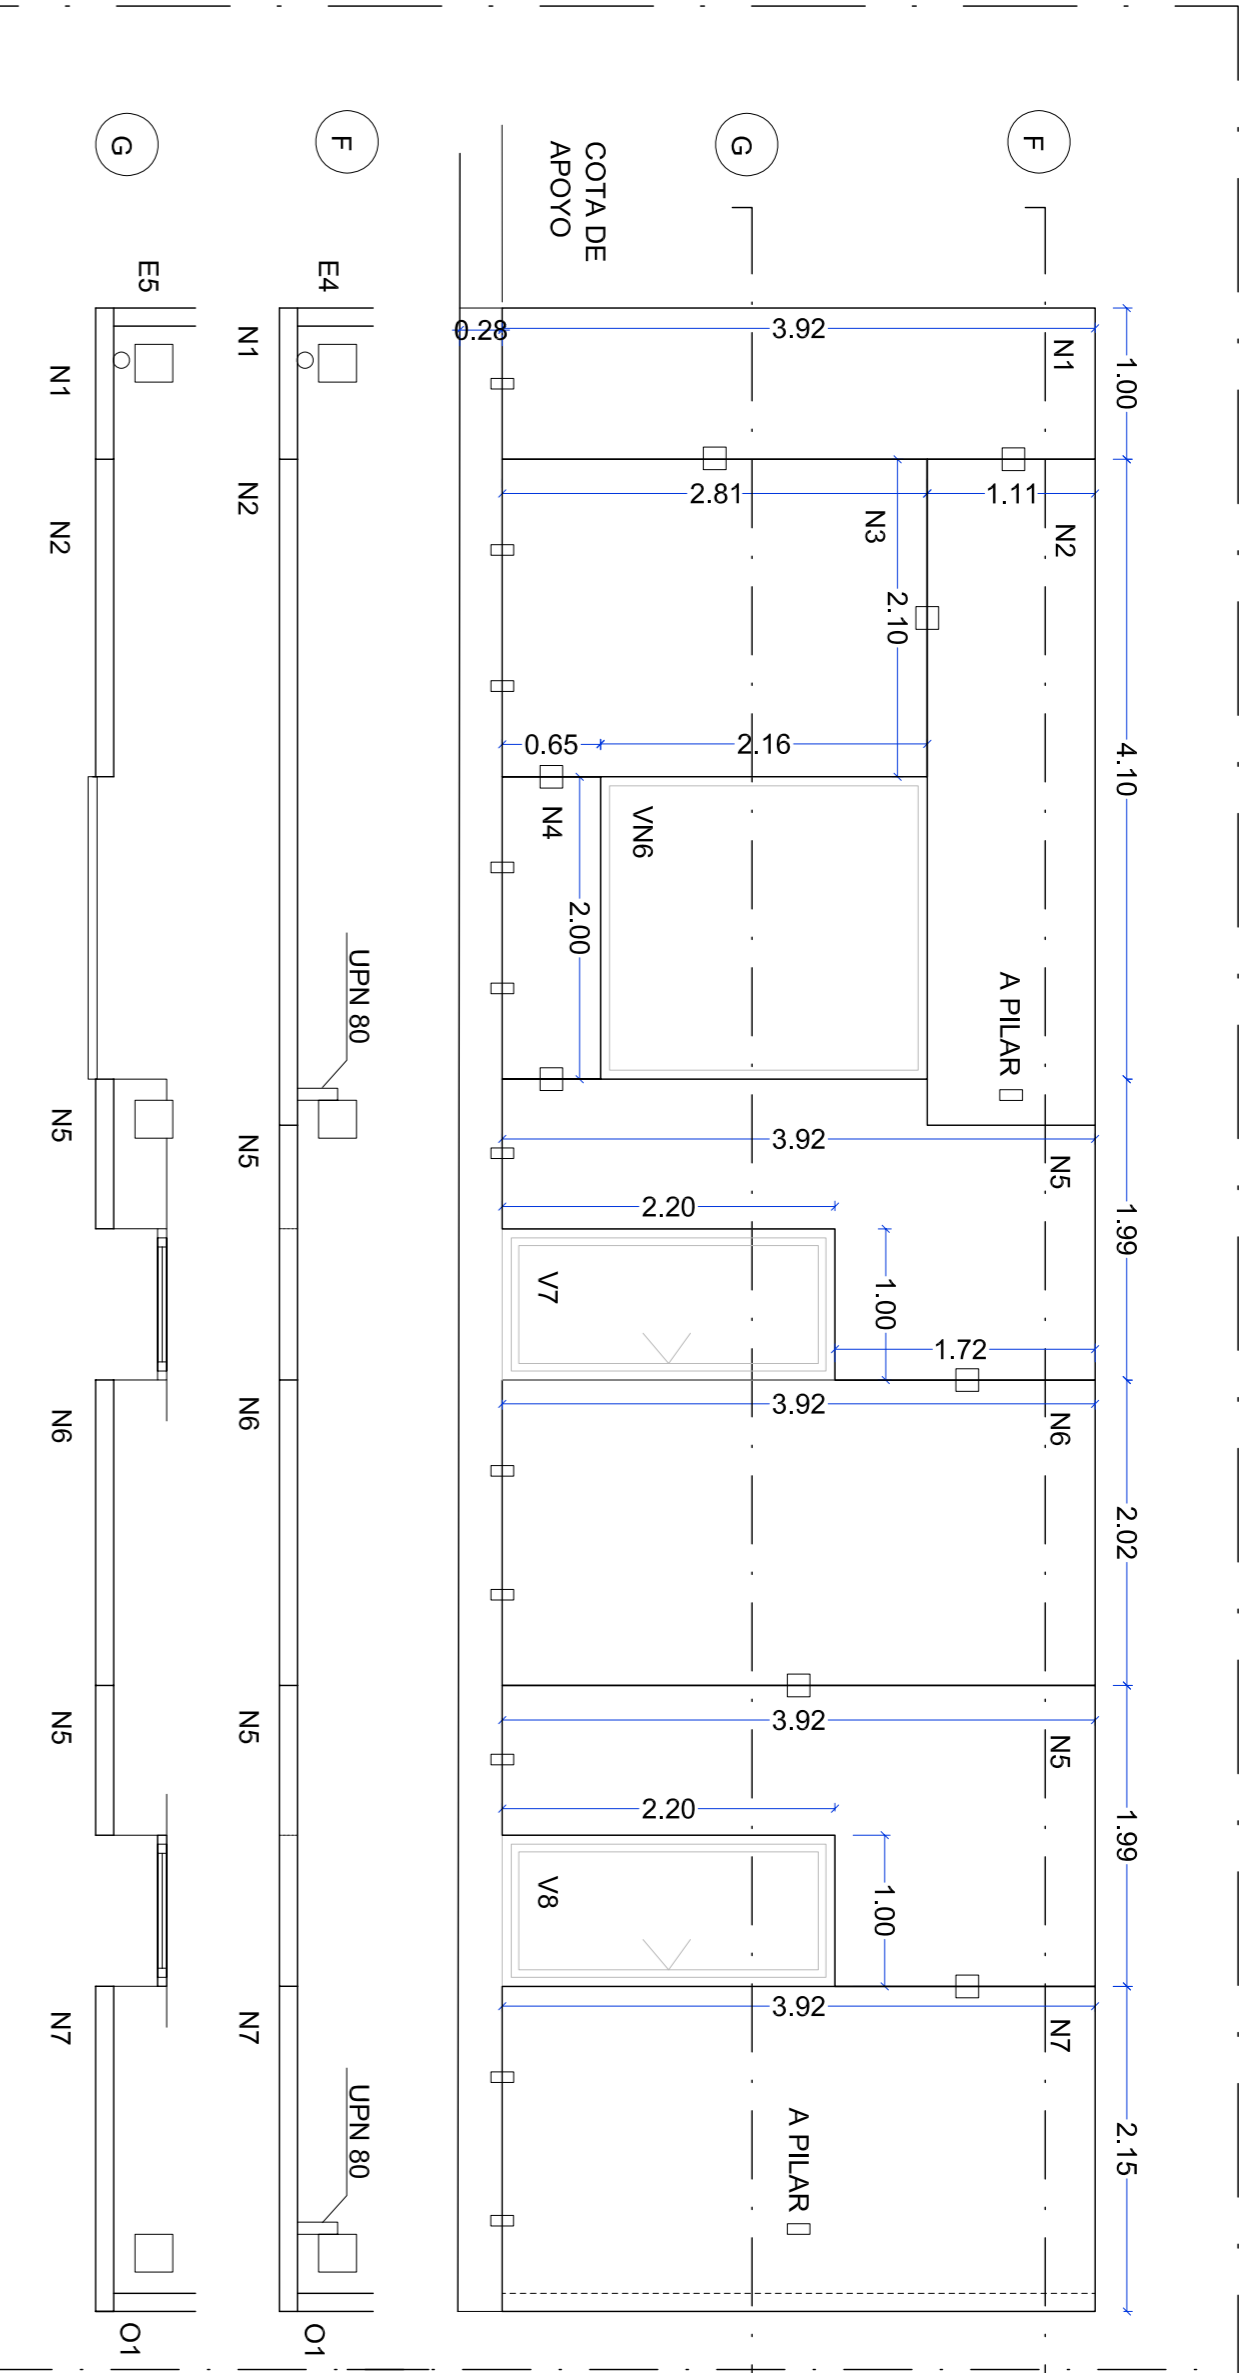 1.00
4.10
1.99
2.02
1.99
2.15
F
N1
N2
A PILAR
N5
N6
N5
N7
3.92
1.11
2.81
N3
2.10
3.92
1.00
1.72
3.92
3.92
1.00
3.92
G
0.65
2.16
VN6
N4
2.00
2.20
V7
2.20
V8
A PILAR
COTA DE
APOYO
0.28
F
E4
UPN 80
UPN 80
O1
N1
N2
N5
N6
N5
N7
G
E5
O1
N1
N2
N5
N6
N5
N7